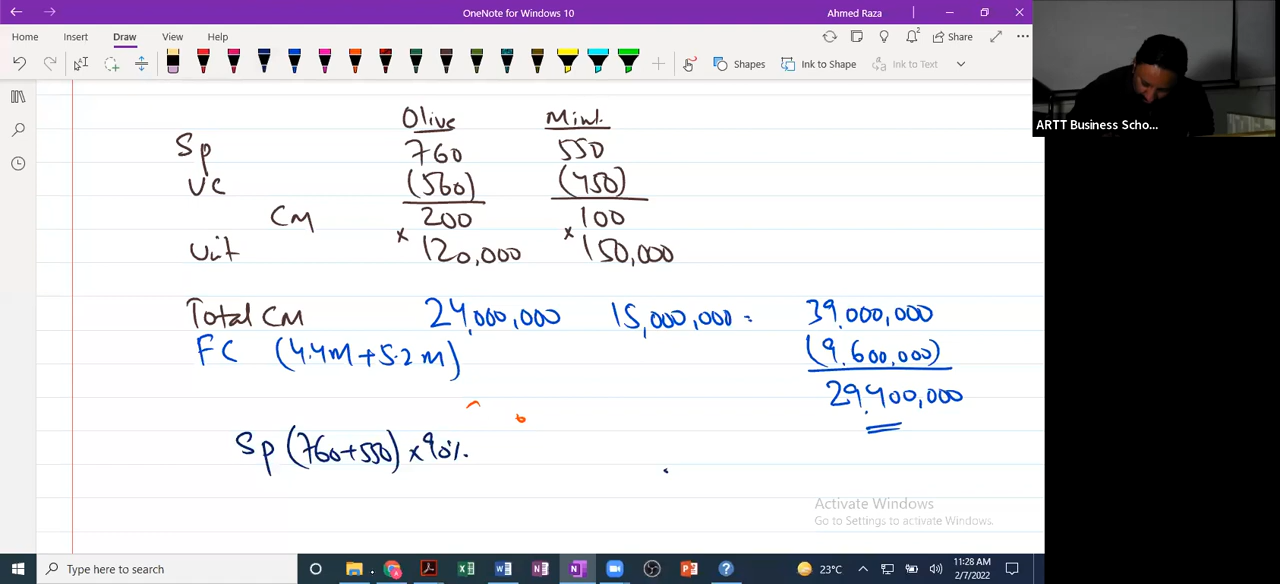 OneNote for Windows 10
Ahmed Raza
Home Insert Draw View Help
Share
Shapes Ink to Shape Ink to Text
ARTT Business Scho...
Olive Mint.
Sp 760 550
VC (560) (450)
CM 200 100
Unit × 120,000 × 150,000
Total CM 24,000,000 15,000,000 = 39,000,000
FC (4.4M+5.2M) (9,600,000)
29,400,000
Sp (760+550) ×90%.
Activate Windows
Go to Settings to activate Windows.
Type here to search
23°C
11:28 AM
2/7/2022